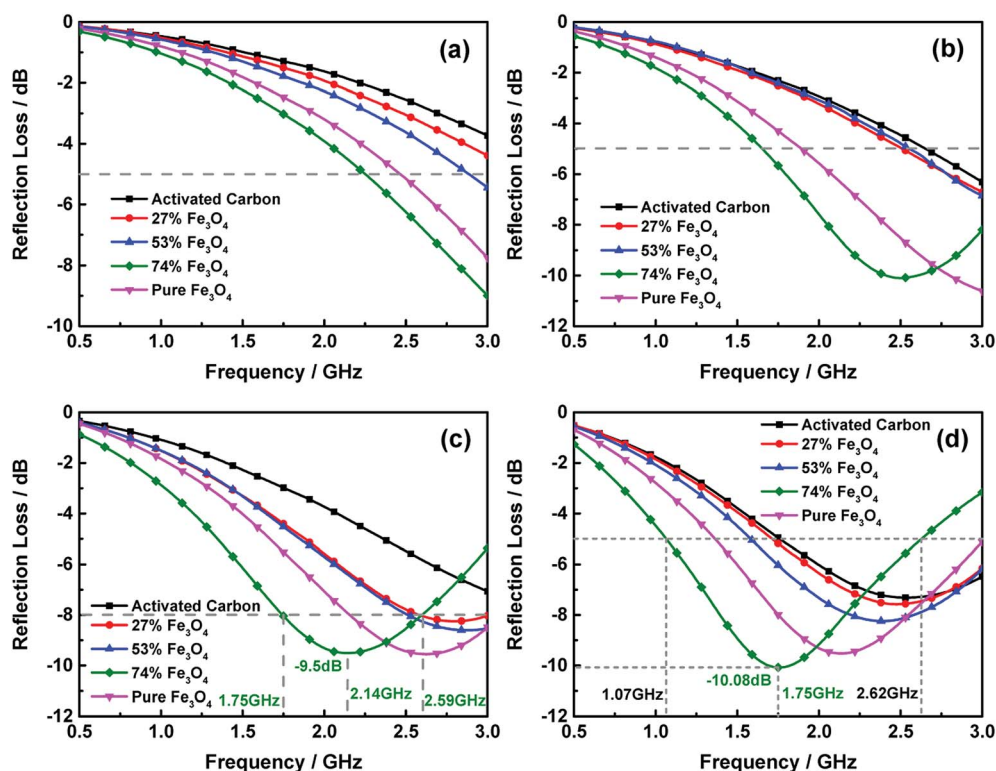 (a)
Reflection Loss / dB
0
-2
-4
-6
-8
-10
Activated Carbon
27% Fe₃O₄
53% Fe₃O₄
74% Fe₃O₄
Pure Fe₃O₄
0.5 1.0 1.5 2.0 2.5 3.0
Frequency / GHz
(b)
Reflection Loss / dB
0
-2
-4
-6
-8
-10
-12
Activated Carbon
27% Fe₃O₄
53% Fe₃O₄
74% Fe₃O₄
Pure Fe₃O₄
0.5 1.0 1.5 2.0 2.5 3.0
Frequency / GHz
(c)
Reflection Loss / dB
0
-2
-4
-6
-8
-10
-12
Activated Carbon
27% Fe₃O₄
53% Fe₃O₄
74% Fe₃O₄
Pure Fe₃O₄
-9.5dB
1.75GHz 2.14GHz 2.59GHz
0.5 1.0 1.5 2.0 2.5 3.0
Frequency / GHz
(d)
Reflection Loss / dB
0
-2
-4
-6
-8
-10
-12
Activated Carbon
27% Fe₃O₄
53% Fe₃O₄
74% Fe₃O₄
Pure Fe₃O₄
-10.08dB
1.07GHz 1.75GHz 2.62GHz
0.5 1.0 1.5 2.0 2.5 3.0
Frequency / GHz